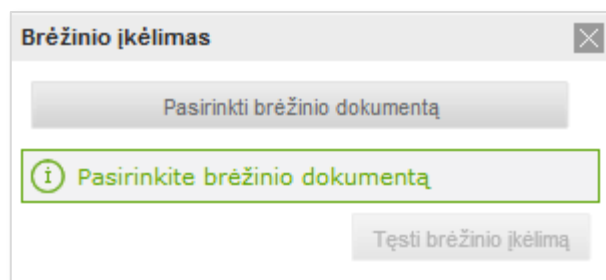 Brėžinio įkėlimas
Pasirinkti brėžinio dokumentą
Pasirinkite brėžinio dokumentą
Tęsti brėžinio įkėlimą